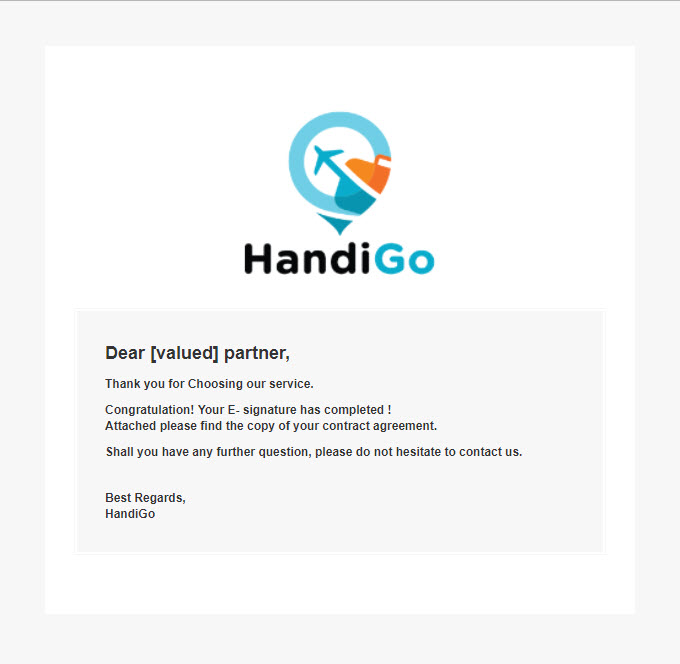 HandiGo
Dear [valued] partner,
Thank you for Choosing our service.
Congratulation! Your E- signature has completed !
Attached please find the copy of your contract agreement.
Shall you have any further question, please do not hesitate to contact us.
Best Regards,
HandiGo